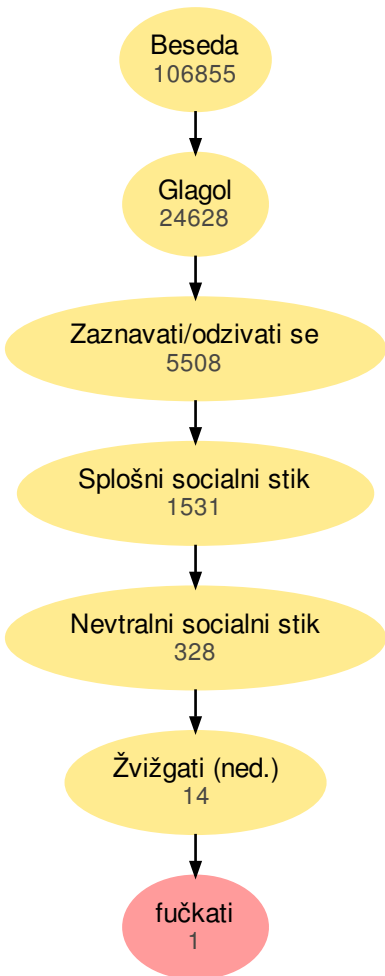 Beseda
106855
Glagol
24628
Zaznavati/odzivati se
5508
Splošni socialni stik
1531
Nevtralni socialni stik
328
Žvižgati (ned.)
14
fučkati
1